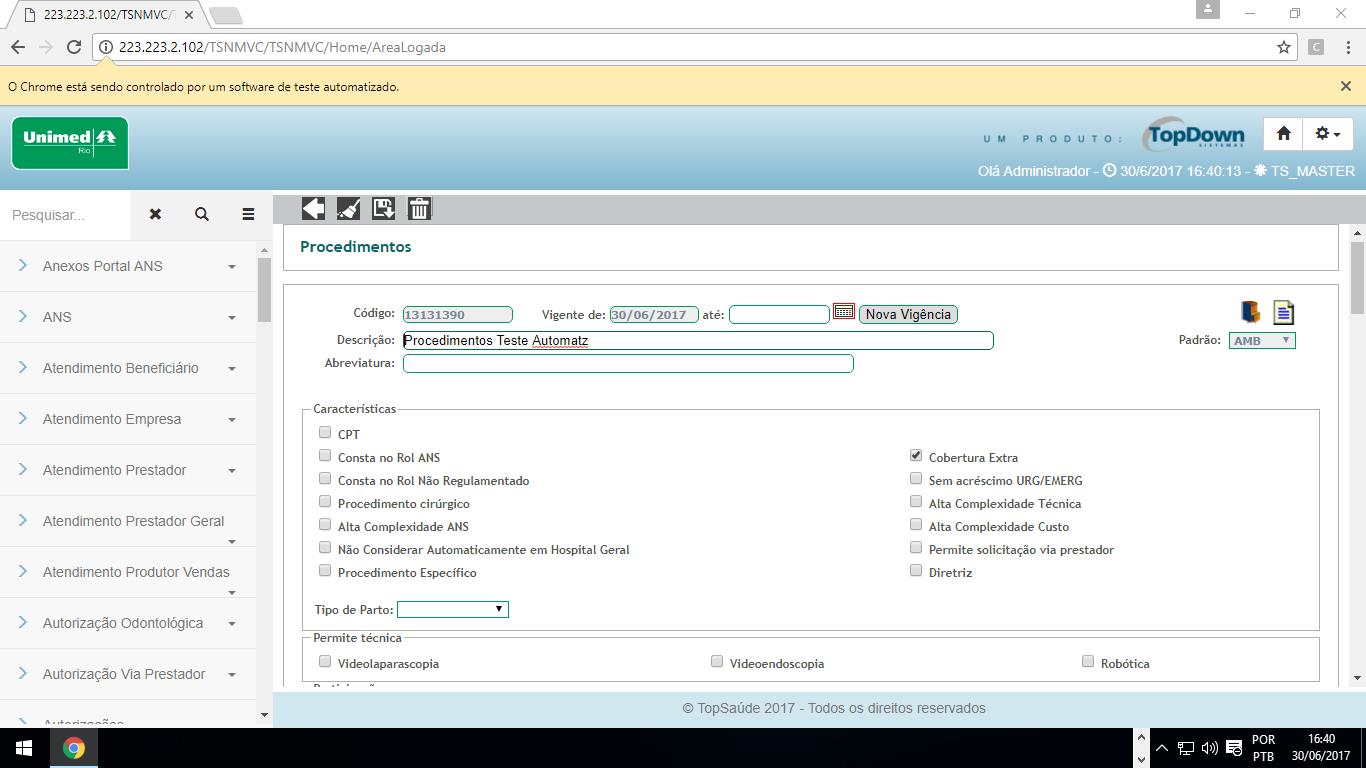 223.223.2.102/TSNMVC/T
223.223.2.102/TSNMVC/TSNMVC/Home/AreaLogada
C
O Chrome está sendo controlado por um software de teste automatizado.
Unimed
Rio
UM PRODUTO:
TopDown
SISTEMAS
Olá Administrador - 30/6/2017 16:40:13 - TS_MASTER
Pesquisar...
Anexos Portal ANS
ANS
Atendimento Beneficiário
Atendimento Empresa
Atendimento Prestador
Atendimento Prestador Geral
Atendimento Produtor Vendas
Autorização Odontológica
Autorização Via Prestador
Autorizações
Procedimentos
Código: 13131390 Vigente de: 30/06/2017 até: Nova Vigência
Descrição: Procedimentos Teste Automatz Padrão: AMB
Abreviatura:
Características
CPT
Consta no Rol ANS Cobertura Extra
Consta no Rol Não Regulamentado Sem acréscimo URG/EMERG
Procedimento cirúrgico Alta Complexidade Técnica
Alta Complexidade ANS Alta Complexidade Custo
Não Considerar Automaticamente em Hospital Geral Permite solicitação via prestador
Procedimento Específico Diretriz
Tipo de Parto:
Permite técnica
Videolaparascopia Videoendoscopia Robótica
© TopSaúde 2017 - Todos os direitos reservados
POR
PTB
16:40
30/06/2017